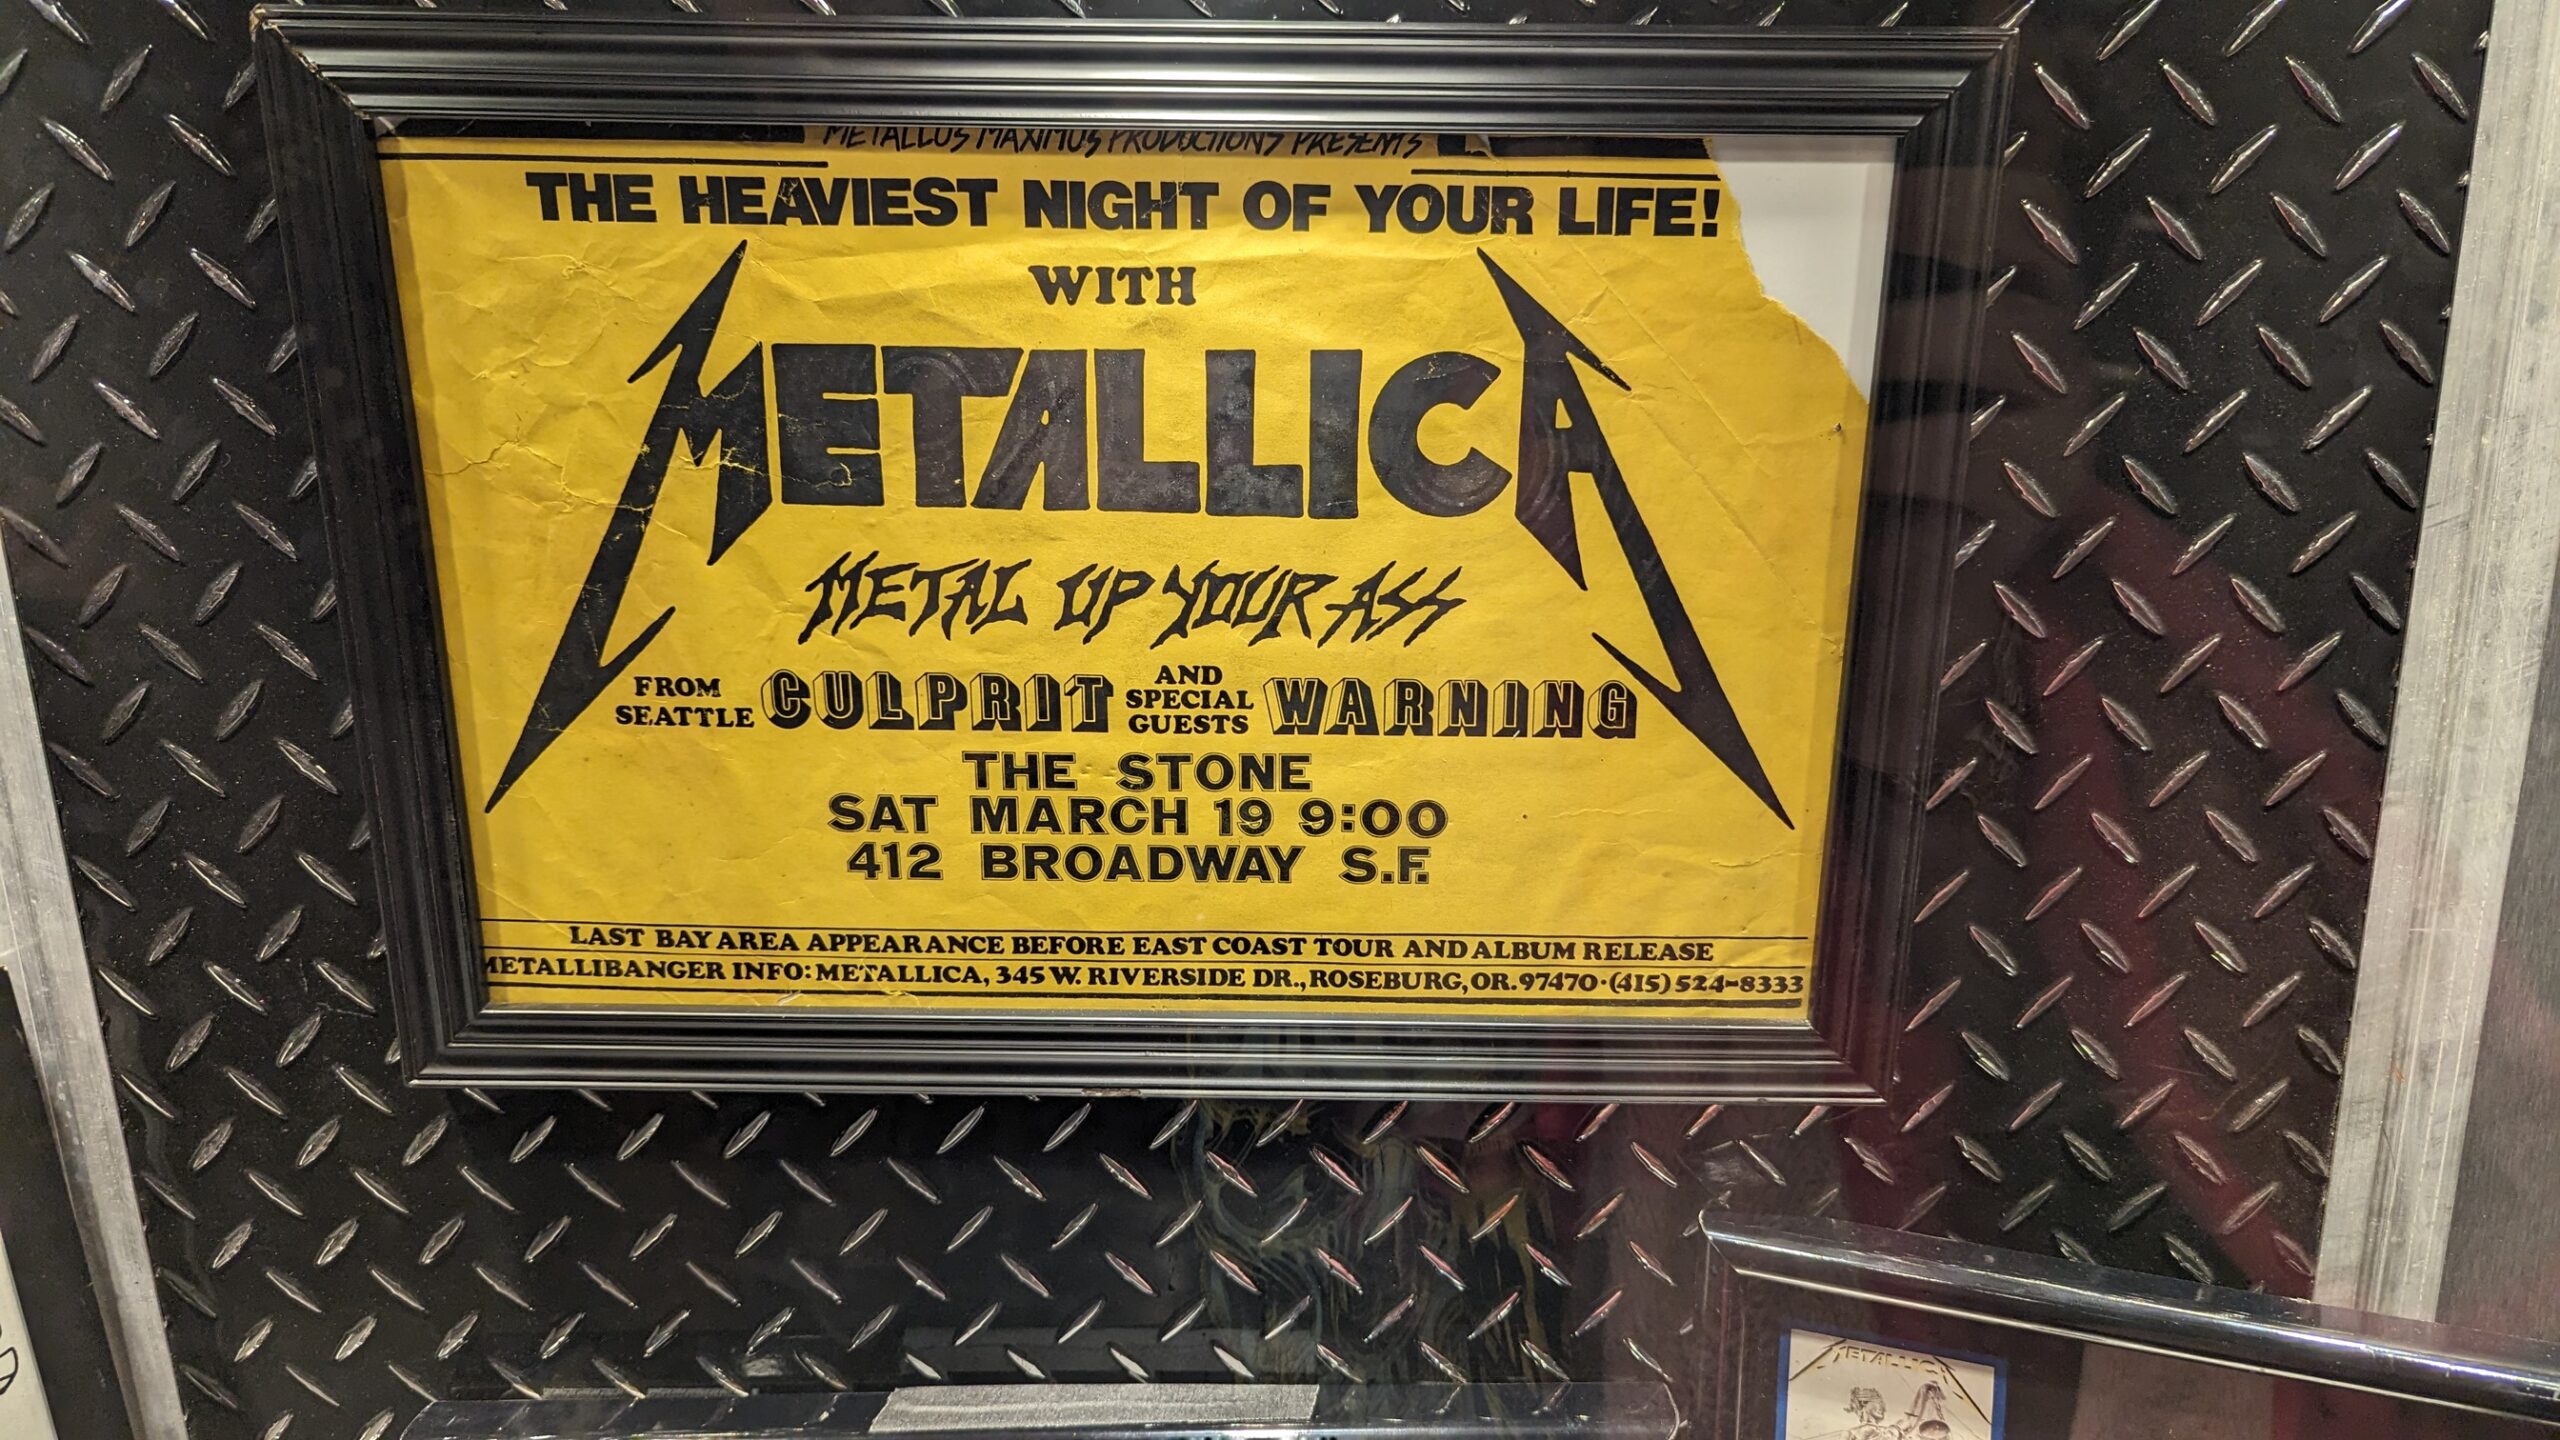 METALLUS MAXIMUS PRODUCTIONS PRESENTS
THE HEAVIEST NIGHT OF YOUR LIFE!
WITH
METALLICA
METAL UP YOUR ASS
FROM SEATTLE CULPRIT AND SPECIAL GUESTS WARNING
THE STONE
SAT MARCH 19 9:00
412 BROADWAY S.F.
LAST BAY AREA APPEARANCE BEFORE EAST COAST TOUR AND ALBUM RELEASE
METALLIBANGER INFO: METALLICA, 345 W. RIVERSIDE DR., ROSEBURG, OR. 97470 · (415) 524-8333
METALLICA